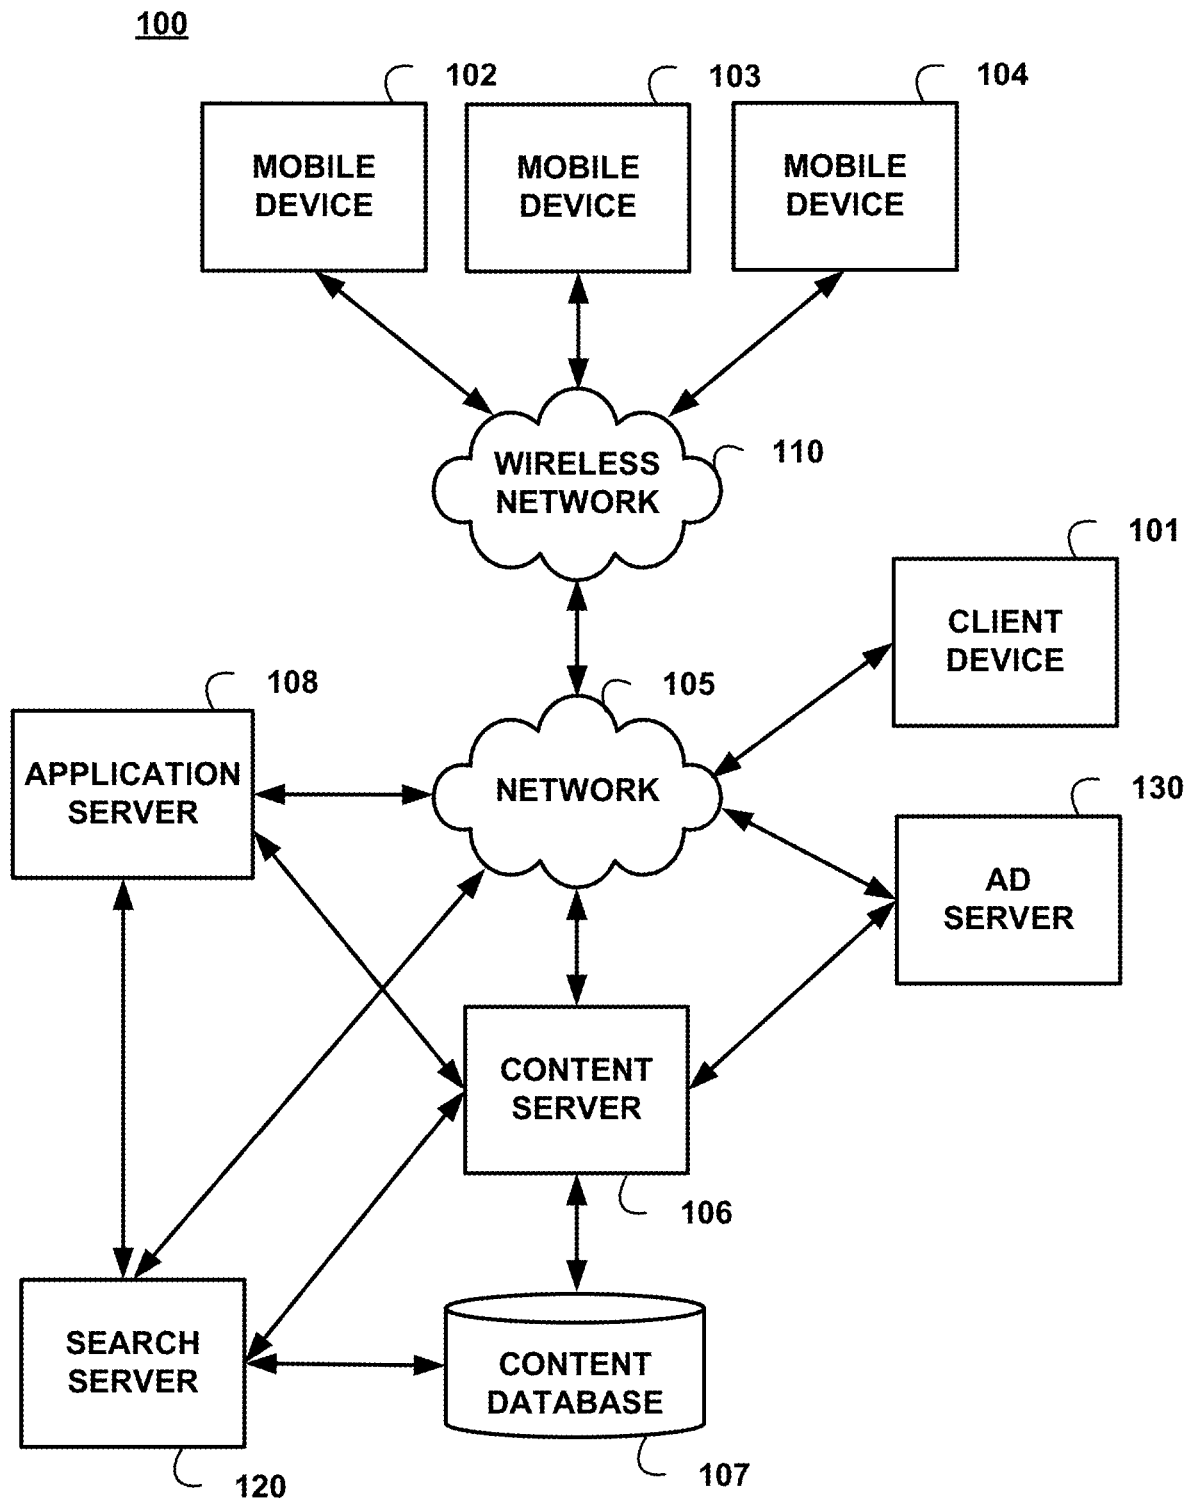 100
102
103
104
MOBILE
DEVICE
MOBILE
DEVICE
MOBILE
DEVICE
WIRELESS
NETWORK
110
101
CLIENT
DEVICE
108
105
APPLICATION
SERVER
NETWORK
130
AD
SERVER
CONTENT
SERVER
106
SEARCH
SERVER
CONTENT
DATABASE
120
107